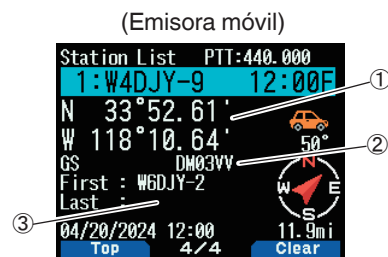 (Emisora móvil)
Station List PTT:440.000
1:W4DJY-9 12:00F
N 33°52.61'
①
W 118°10.64'
50°
GS DM03VV
②
N
First : W6DJY-2
W E
Last :
③
S
04/20/2024 12:00 11.9mi
Top 4/4 Clear